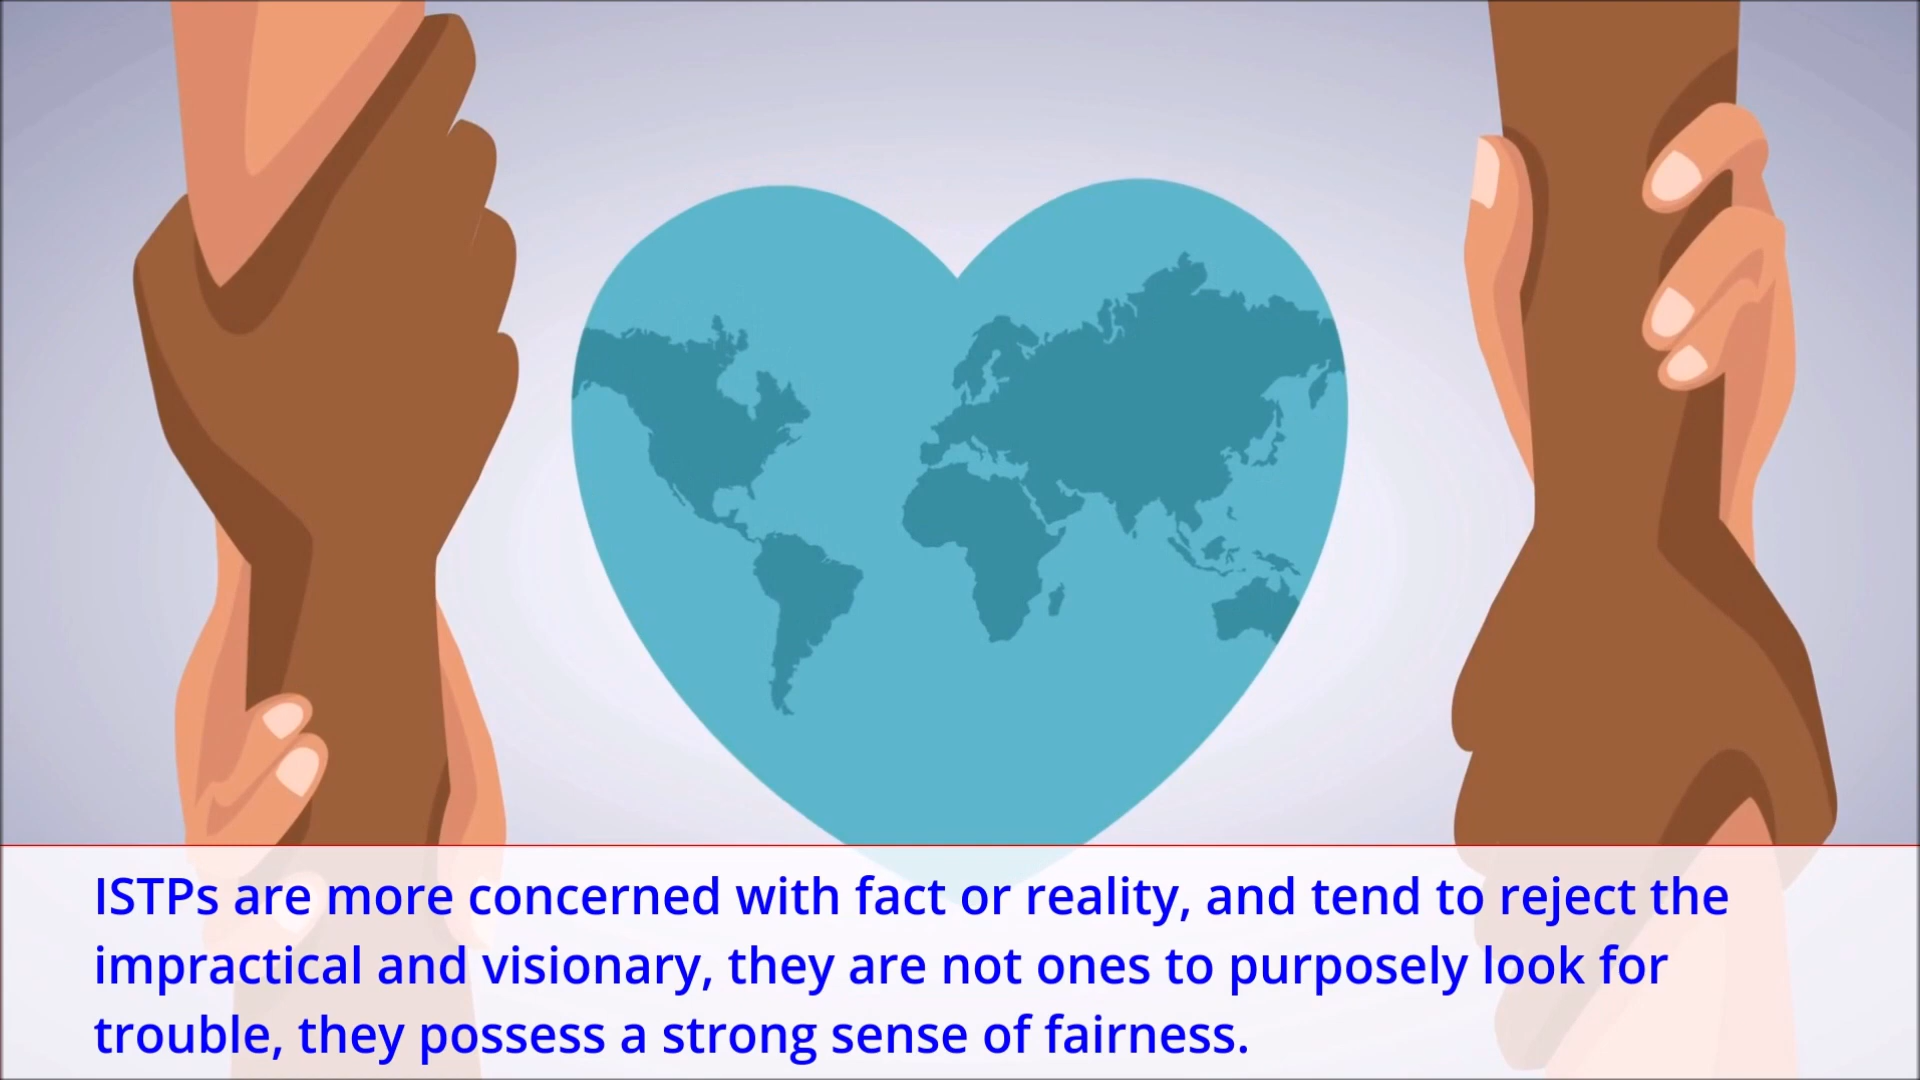 ISTPs are more concerned with fact or reality, and tend to reject the
impractical and visionary, they are not ones to purposely look for
trouble, they possess a strong sense of fairness.